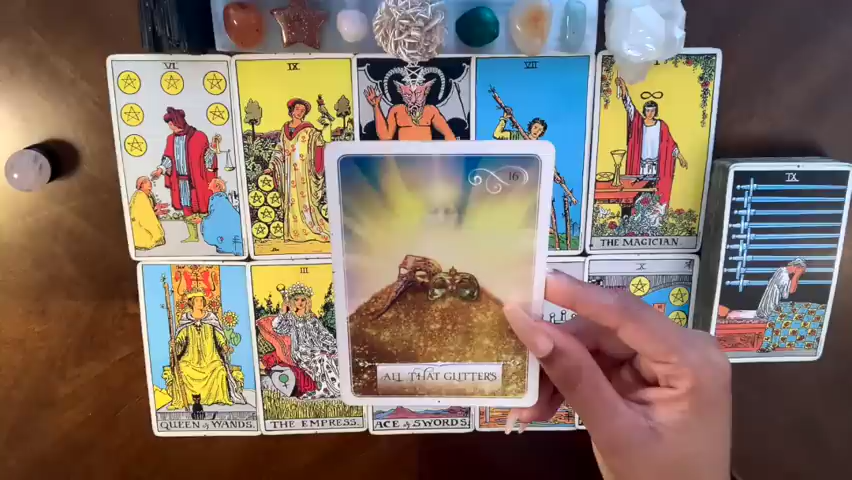 VI
IX
VII
I
IX
16
THE MAGICIAN.
III
X
ALL THAT GLITTERS
QUEEN of WANDS.
THE EMPRESS.
ACE of SWORDS.